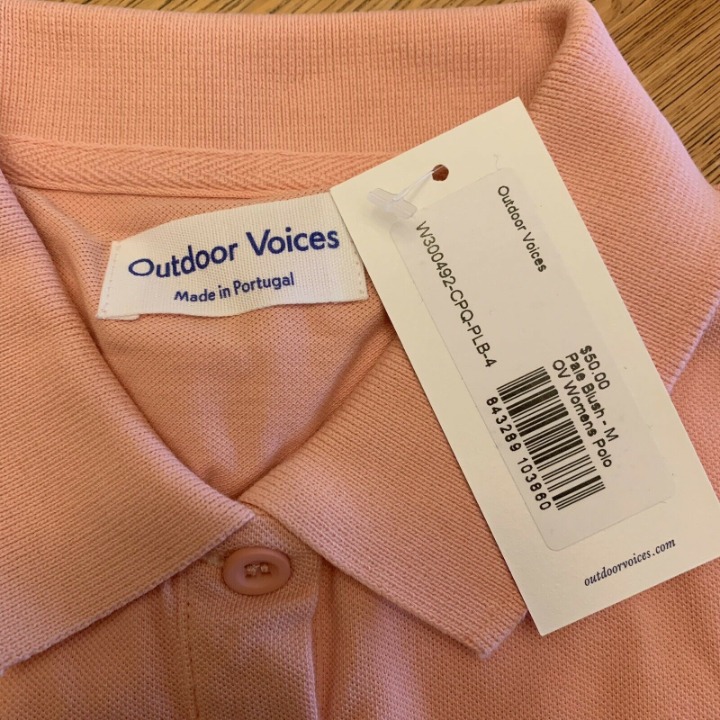 Outdoor Voices
Made in Portugal
Outdoor Voices
W300492-CPQ-PLB-4
$50.00
Pale Blush - M
OV Womens Polo
843289 103860
outdoorvoices.com